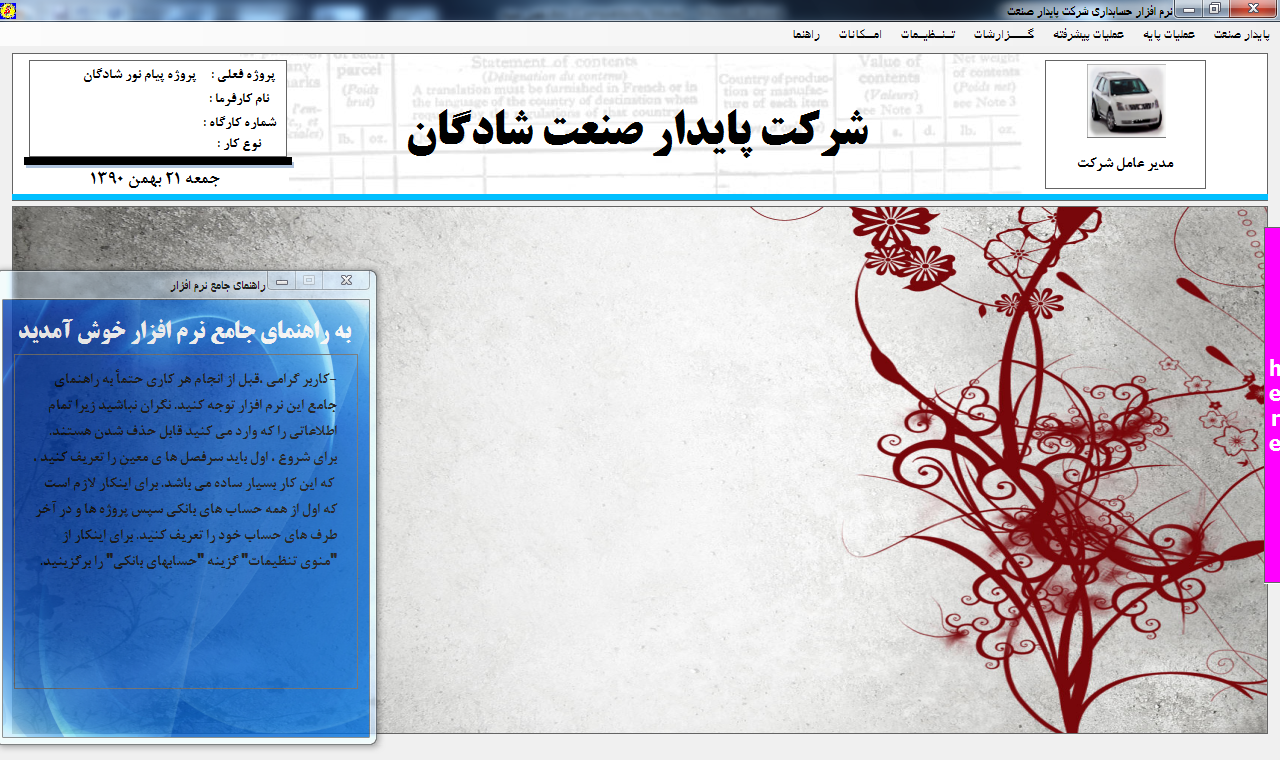 نرم افزار حسابداری شرکت پایدار صنعت
پایدار صنعت عملیات پایه عملیات پیشرفته گـــزارشات تـنـظیـمات امـکانات راهنما
پروژه فعلی : پروژه پیام نور شادگان
نام کارفرما :
شماره کارگاه :
نوع کار :
جمعه ۲۱ بهمن ۱۳۹۰
parcel
(Poids
brut)
lb. oz.
Statement of contents
(Désignation du contenu)
translation must be furnished in French or in
the language of the country of destination when
Country of produc-
tion or manufac-
ture of each item
See Note 3
Value of
contents
(Valeurs)
see Note 3
a. d.
Net weight
of contents
(Poids net)
see Note 3
lb. oz.
شرکت پایدار صنعت شادگان
مدیر عامل شرکت
راهنمای جامع نرم افزار
به راهنمای جامع نرم افزار خوش آمدید
-کاربر گرامی ،قبل از انجام هر کاری حتماً به راهنمای
جامع این نرم افزار توجه کنید. نگران نباشید زیرا تمام
اطلاعاتی را که وارد می کنید قابل حذف شدن هستند.
برای شروع ، اول باید سرفصل ها ی معین را تعریف کنید .
که این کار بسیار ساده می باشد. برای اینکار لازم است
که اول از همه حساب های بانکی سپس پروژه ها و در آخر
طرف های حساب خود را تعریف کنید. برای اینکار از
"منوی تنظیمات" گزینه "حسابهای بانکی" را برگزینید.
h
e
r
e